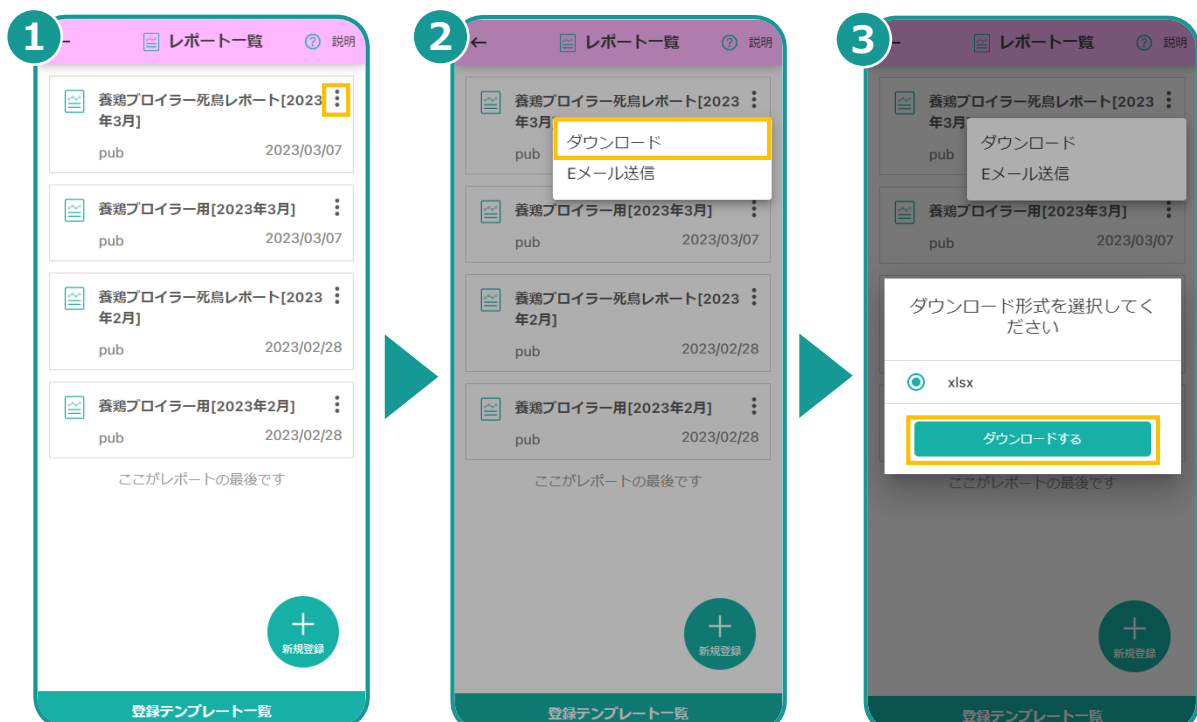 1
レポート一覧
説明
養鶏ブロイラー死鳥レポート[2023
年3月]
pub
2023/03/07
養鶏ブロイラー用[2023年3月]
pub
2023/03/07
養鶏ブロイラー死鳥レポート[2023
年2月]
pub
2023/02/28
養鶏ブロイラー用[2023年2月]
pub
2023/02/28
ここがレポートの最後です
新規登録
登録テンプレート一覧
2
レポート一覧
説明
養鶏ブロイラー死鳥レポート[2023
年3月
ダウンロード
pub
Eメール送信
養鶏ブロイラー用[2023年3月]
pub
2023/03/07
養鶏ブロイラー死鳥レポート[2023
年2月]
pub
2023/02/28
養鶏ブロイラー用[2023年2月]
pub
2023/02/28
ここがレポートの最後です
新規登録
登録テンプレート一覧
3
レポート一覧
説明
養鶏ブロイラー死鳥レポート[2023
年3月
ダウンロード
pub
Eメール送信
養鶏ブロイラー用[2023年3月]
pub
2023/03/07
ダウンロード形式を選択してく
ださい
xlsx
ダウンロードする
ここがレポートの最後です
新規登録
登録テンプレート一覧